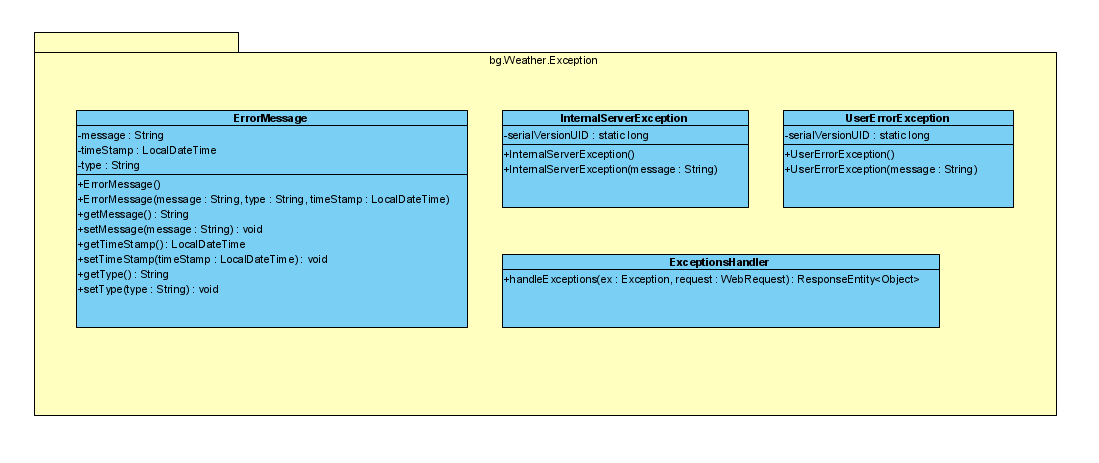 bg.Weather.Exception
ErrorMessage
-message : String
-timeStamp : LocalDateTime
-type : String
+ErrorMessage()
+ErrorMessage(message : String, type : String, timeStamp : LocalDateTime)
+getMessage() : String
+setMessage(message : String) : void
+getTimeStamp() : LocalDateTime
+setTimeStamp(timeStamp : LocalDateTime) : void
+getType() : String
+setType(type : String) : void
InternalServerException
-serialVersionUID : static long
+InternalServerException()
+InternalServerException(message : String)
UserErrorException
-serialVersionUID : static long
+UserErrorException()
+UserErrorException(message : String)
ExceptionsHandler
+handleExceptions(ex : Exception, request : WebRequest) : ResponseEntity<Object>